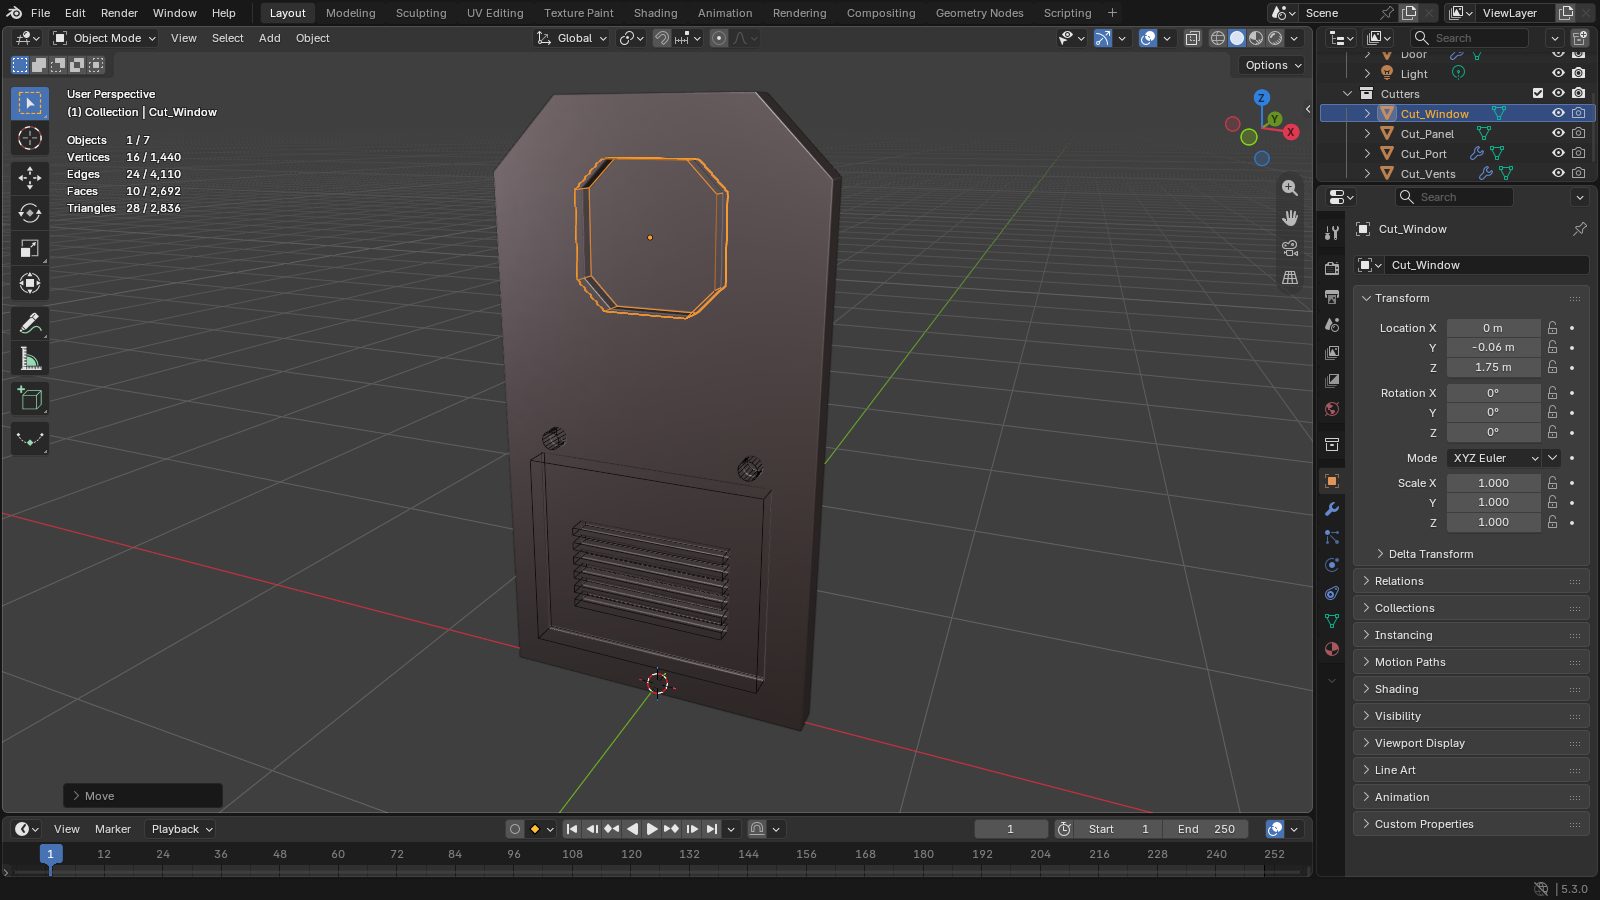 File Edit Render Window Help Layout Modeling Sculpting UV Editing Texture Paint Shading Animation Rendering Compositing Geometry Nodes Scripting + Scene ViewLayer
Object Mode View Select Add Object Global Search
Options
User Perspective
(1) Collection | Cut_Window
Objects 1 / 7
Vertices 16 / 1,440
Edges 24 / 4,110
Faces 10 / 2,692
Triangles 28 / 2,836
Z
Y
X
Move
Door
Light
Cutters
Cut_Window
Cut_Panel
Cut_Port
Cut_Vents
Search
Cut_Window
Cut_Window
Transform
Location X 0 m
Y -0.06 m
Z 1.75 m
Rotation X 0°
Y 0°
Z 0°
Mode XYZ Euler
Scale X 1.000
Y 1.000
Z 1.000
Delta Transform
Relations
Collections
Instancing
Motion Paths
Shading
Visibility
Viewport Display
Line Art
Animation
Custom Properties
View Marker Playback 1 Start 1 End 250
1 12 24 36 48 60 72 84 96 108 120 132 144 156 168 180 192 204 216 228 240 252
5.3.0